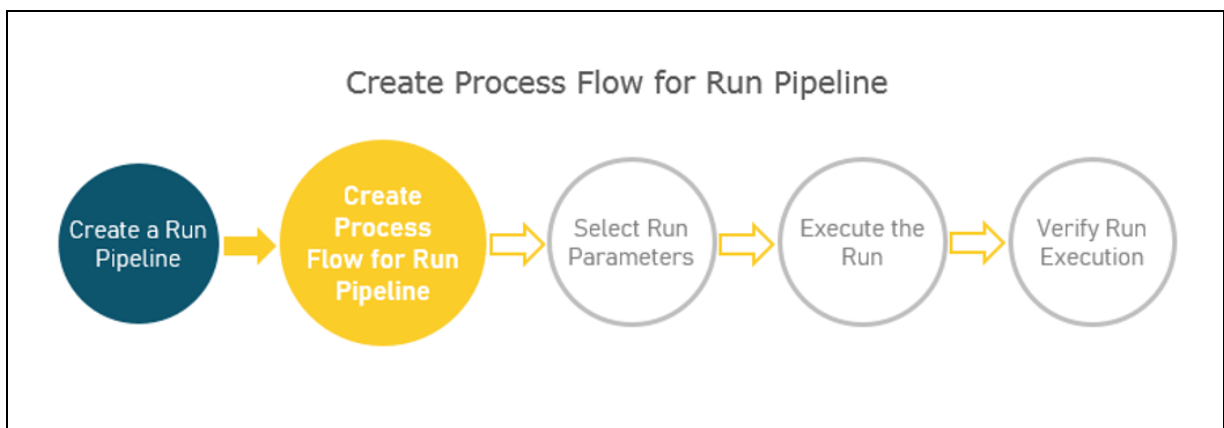 Create Process Flow for Run Pipeline
Create a Run
Pipeline
Create
Process
Flow for Run
Pipeline
Select Run
Parameters
Execute the
Run
Verify Run
Execution